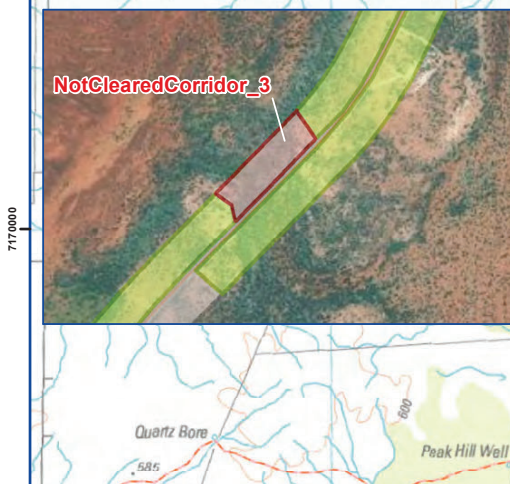 NotClearedCorridor_3
7170000
600
Quartz Bore
Peak Hill Well
585